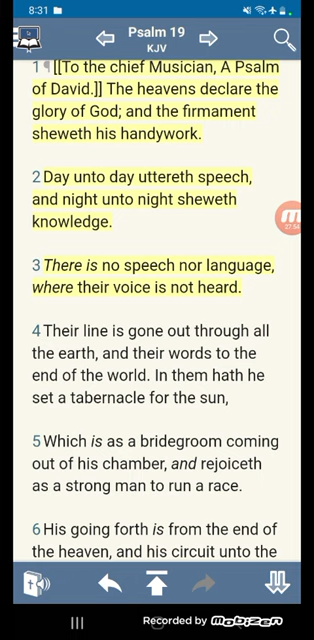 8:31
Psalm 19
KJV
1 ¶ [[To the chief Musician, A Psalm
of David.]] The heavens declare the
glory of God; and the firmament
sheweth his handywork.
2 Day unto day uttereth speech,
and night unto night sheweth
knowledge.
3 There is no speech nor language,
where their voice is not heard.
27:54
4 Their line is gone out through all
the earth, and their words to the
end of the world. In them hath he
set a tabernacle for the sun,
5 Which is as a bridegroom coming
out of his chamber, and rejoiceth
as a strong man to run a race.
6 His going forth is from the end of
the heaven, and his circuit unto the
Recorded by Mobizen